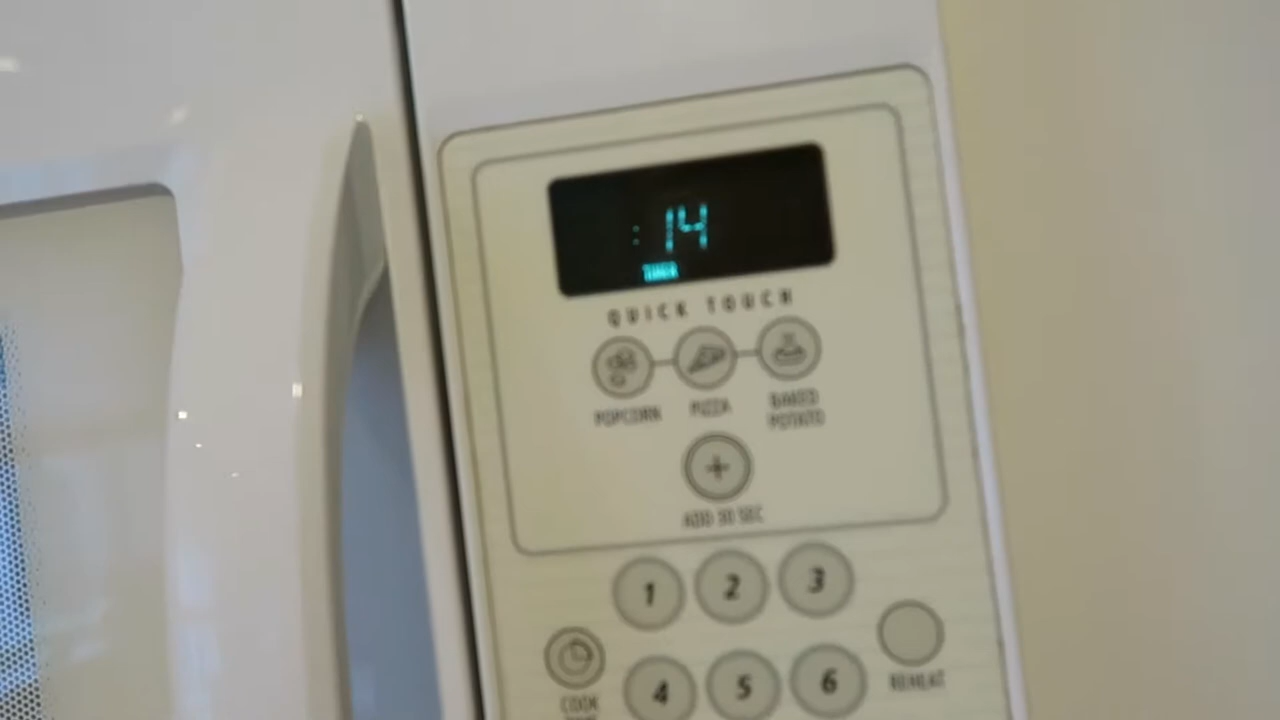 :14
TIMER
QUICK TOUCH
POPCORN PIZZA BAKED POTATO
+
ADD 30 SEC
1 2 3
4 5 6
REHEAT
COOK